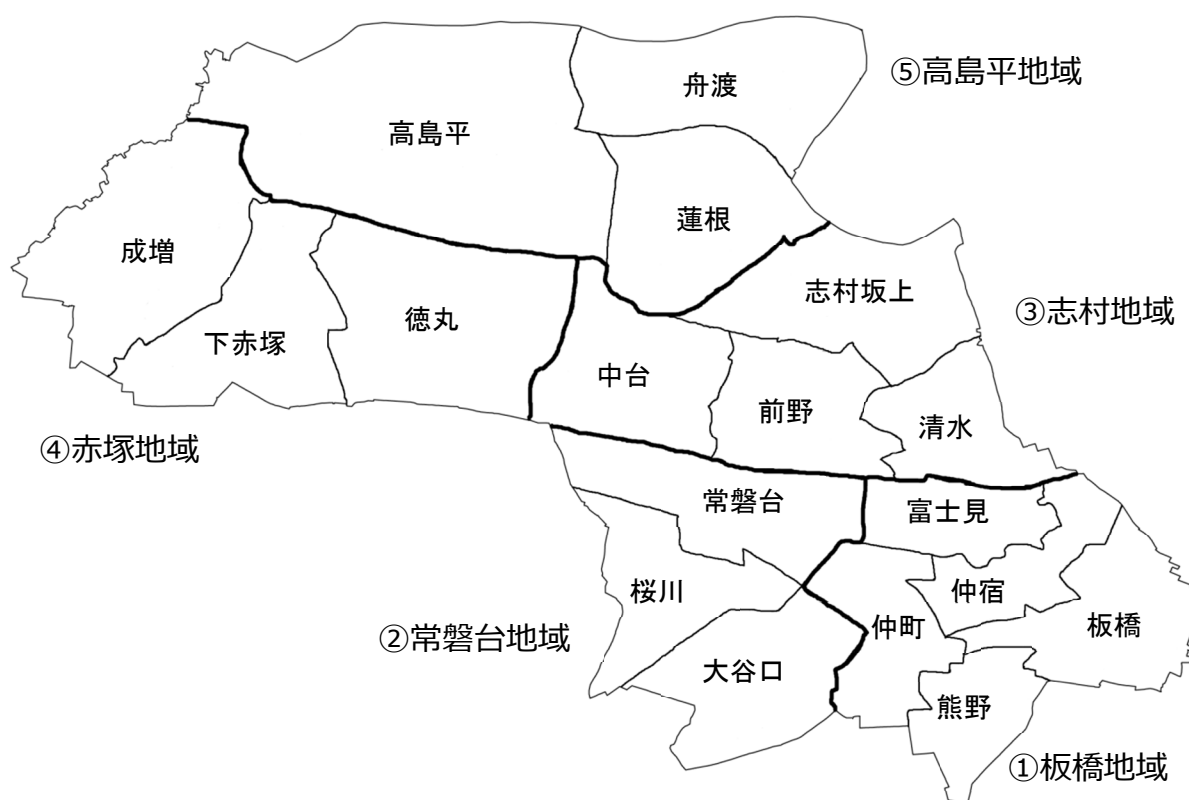 舟渡
⑤高島平地域
高島平
蓮根
成増
志村坂上
③志村地域
徳丸
下赤塚
中台
前野
清水
④赤塚地域
常磐台
富士見
桜川
仲宿
仲町
板橋
②常磐台地域
大谷口
熊野
①板橋地域